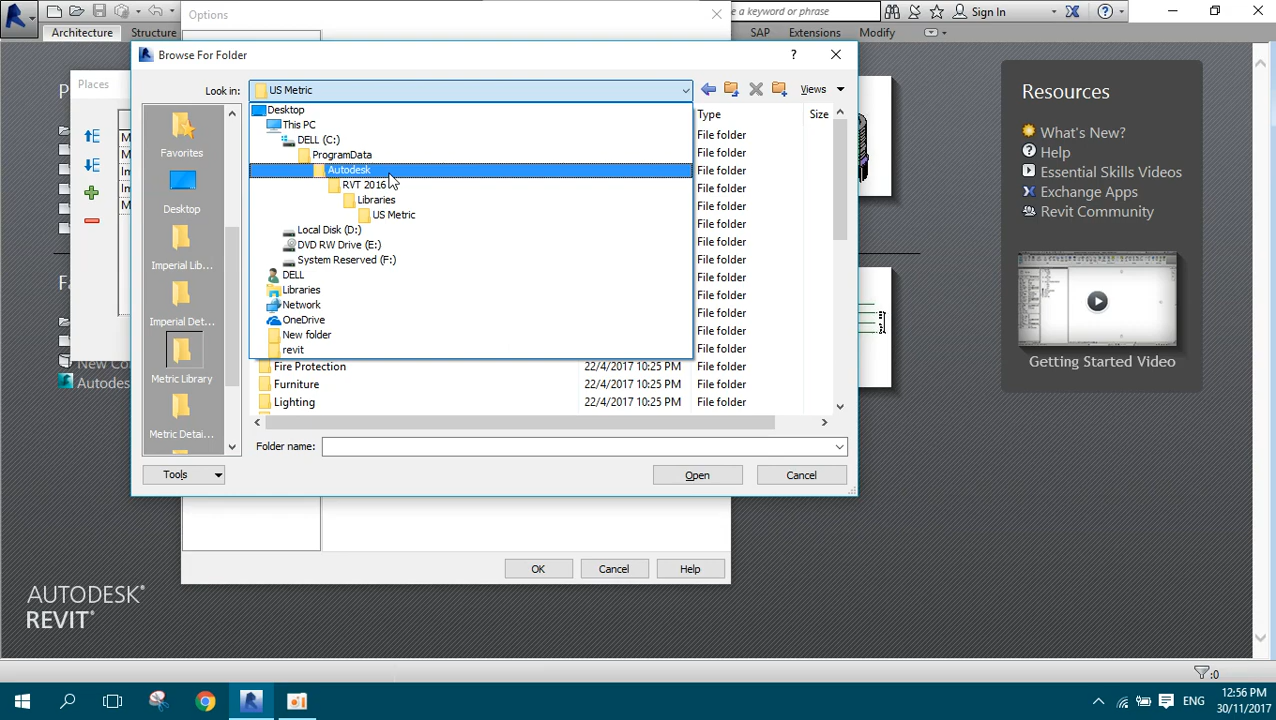 Options
a keyword or phrase
Sign In
Architecture
Structure
SAP
Extensions
Modify
Browse For Folder
?
Look in:
US Metric
Views
Places
Desktop
This PC
DELL (C:)
ProgramData
Autodesk
RVT 2016
Libraries
US Metric
Local Disk (D:)
DVD RW Drive (E:)
System Reserved (F:)
DELL
Libraries
Network
OneDrive
New folder
revit
Favorites
Desktop
Imperial Lib...
Imperial Det...
Metric Library
Metric Detai...
Type
Size
File folder
File folder
File folder
File folder
File folder
File folder
File folder
File folder
File folder
File folder
File folder
File folder
File folder
Fire Protection 22/4/2017 10:25 PM File folder
Furniture 22/4/2017 10:25 PM File folder
Lighting 22/4/2017 10:25 PM File folder
Folder name:
Tools
Open
Cancel
New Co
Autodes
OK
Cancel
Help
Resources
What's New?
Help
Essential Skills Videos
Exchange Apps
Revit Community
Getting Started Video
AUTODESK®
REVIT®
:0
ENG
12:56 PM
30/11/2017